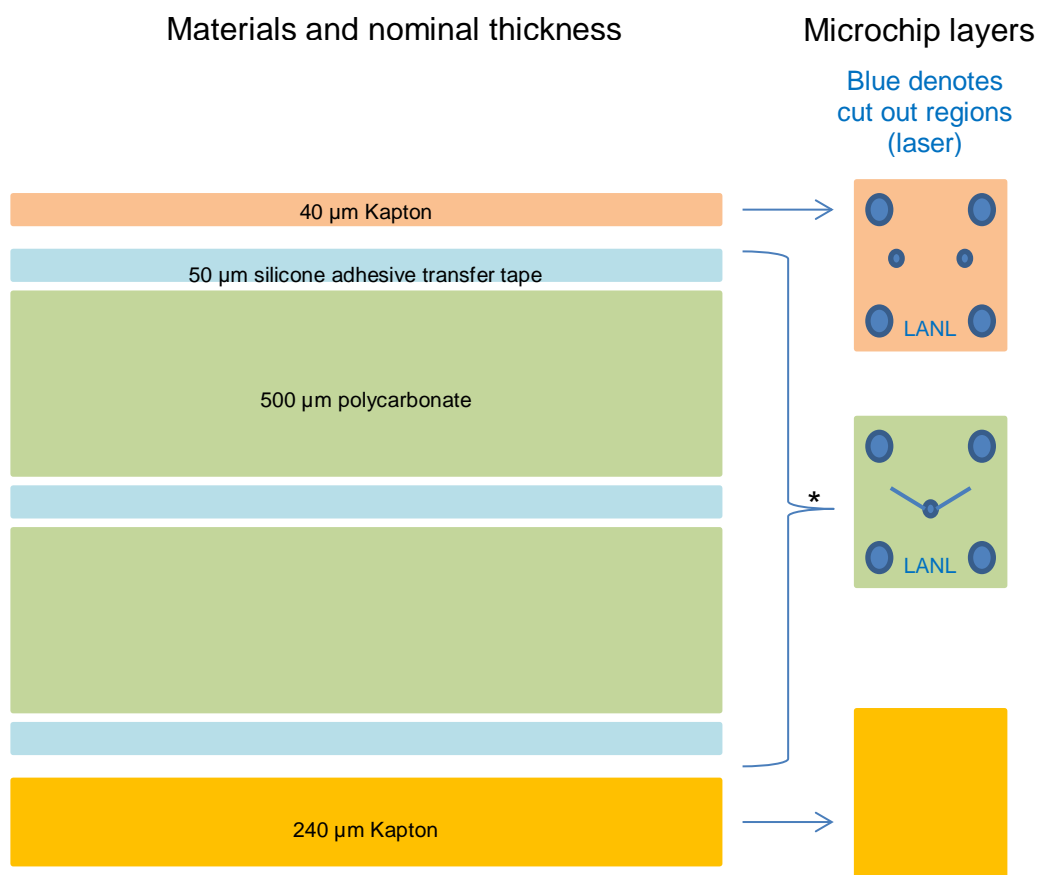 Materials and nominal thickness
Microchip layers
Blue denotes
cut out regions
(laser)
40 µm Kapton
LANL
50 µm silicone adhesive transfer tape
500 µm polycarbonate
*
LANL
240 µm Kapton